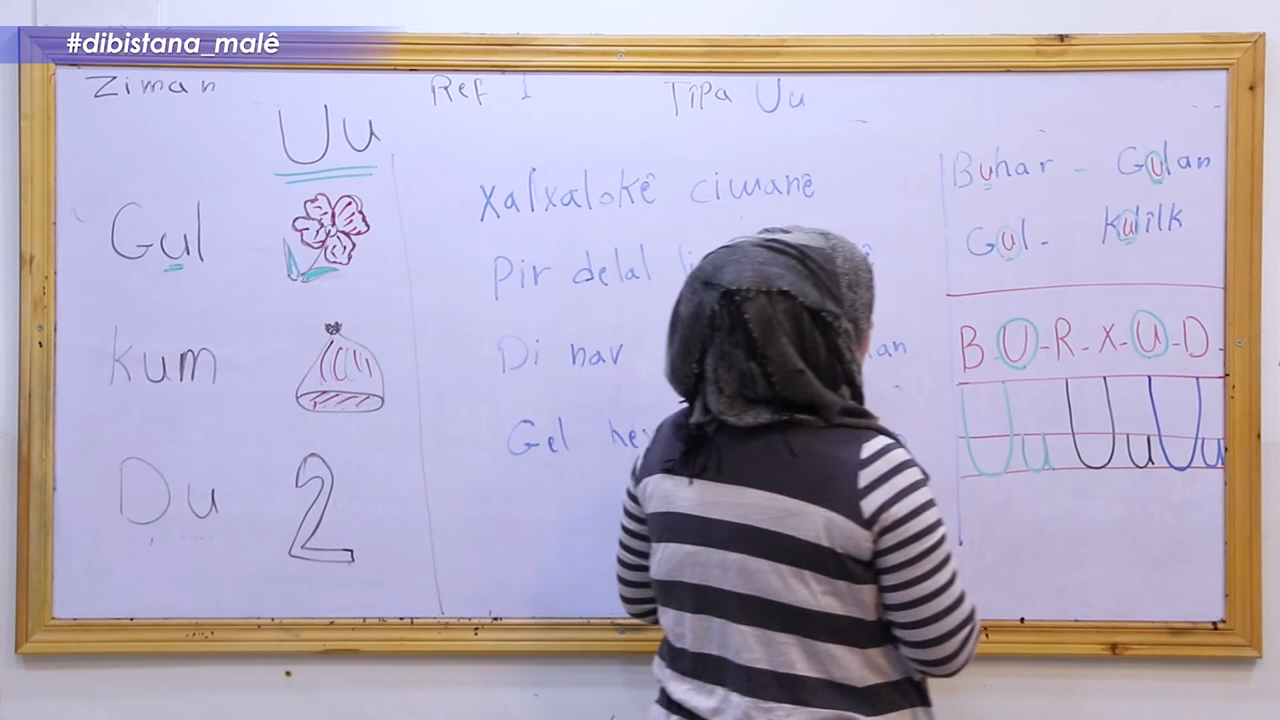 #dibistana_malê
Ziman Ref 1 Tîpa Uu
Uu
Gul
Kum
Du 2
Xalxalokê ciwanê
Pir delal
Di nav
Gel
Buhar - Gulan
Gul - Kulîlk
B-U-R-X-U-D-
Uu Uu Uu